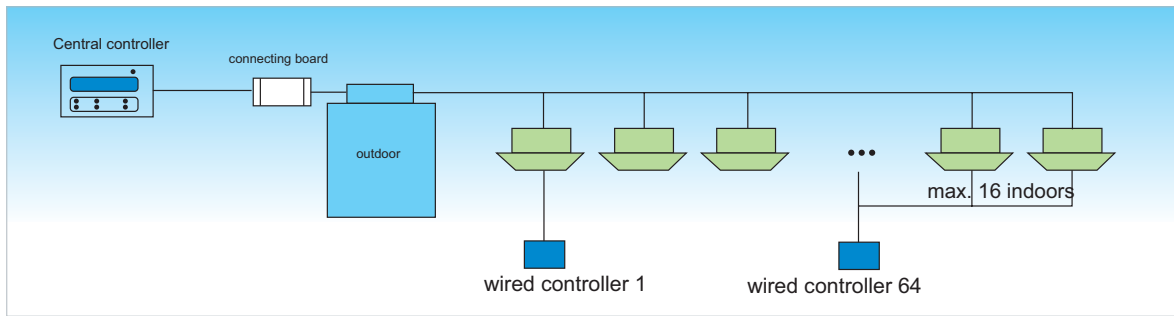 Central controller
connecting board
outdoor
•••
max. 16 indoors
wired controller 1
wired controller 64